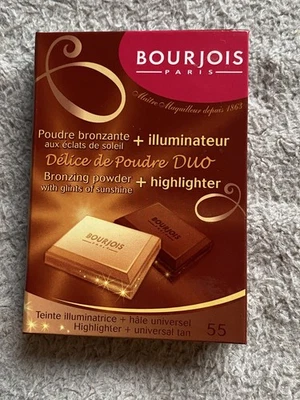 BOURJOIS
PARIS
Maître Maquilleur depuis 1863
Poudre bronzante
aux éclats de soleil
+ illuminateur
Délice de Poudre DUO
Bronzing powder
with glints of sunshine
+ highlighter
BOURJOIS
BOURJOIS
Teinte illuminatrice + hâle universel
Highlighter + universal tan
55